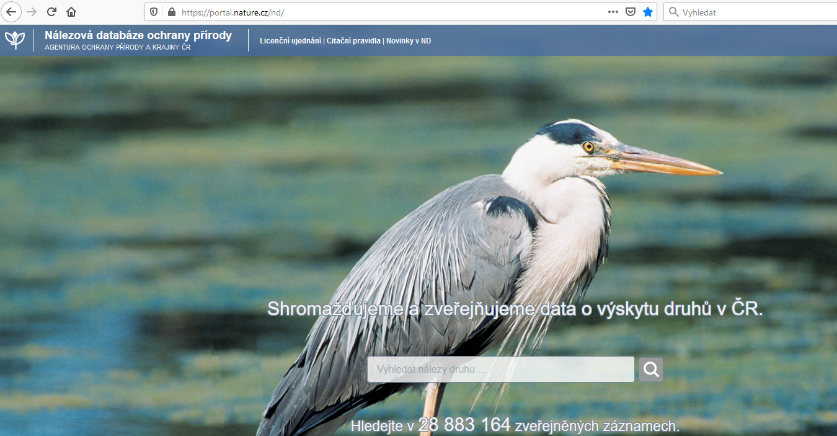 https://portal.nature.cz/nd/
Vyhledat
Nálezová databáze ochrany přírody
AGENTURA OCHRANY PŘÍRODY A KRAJINY ČR
Licenční ujednání | Citační pravidla | Novinky v ND
Shromažďujeme a zveřejňujeme data o výskytu druhů v ČR.
Vyhledat nálezy druhu ...
Hledejte v 28 883 164 zveřejněných záznamech.